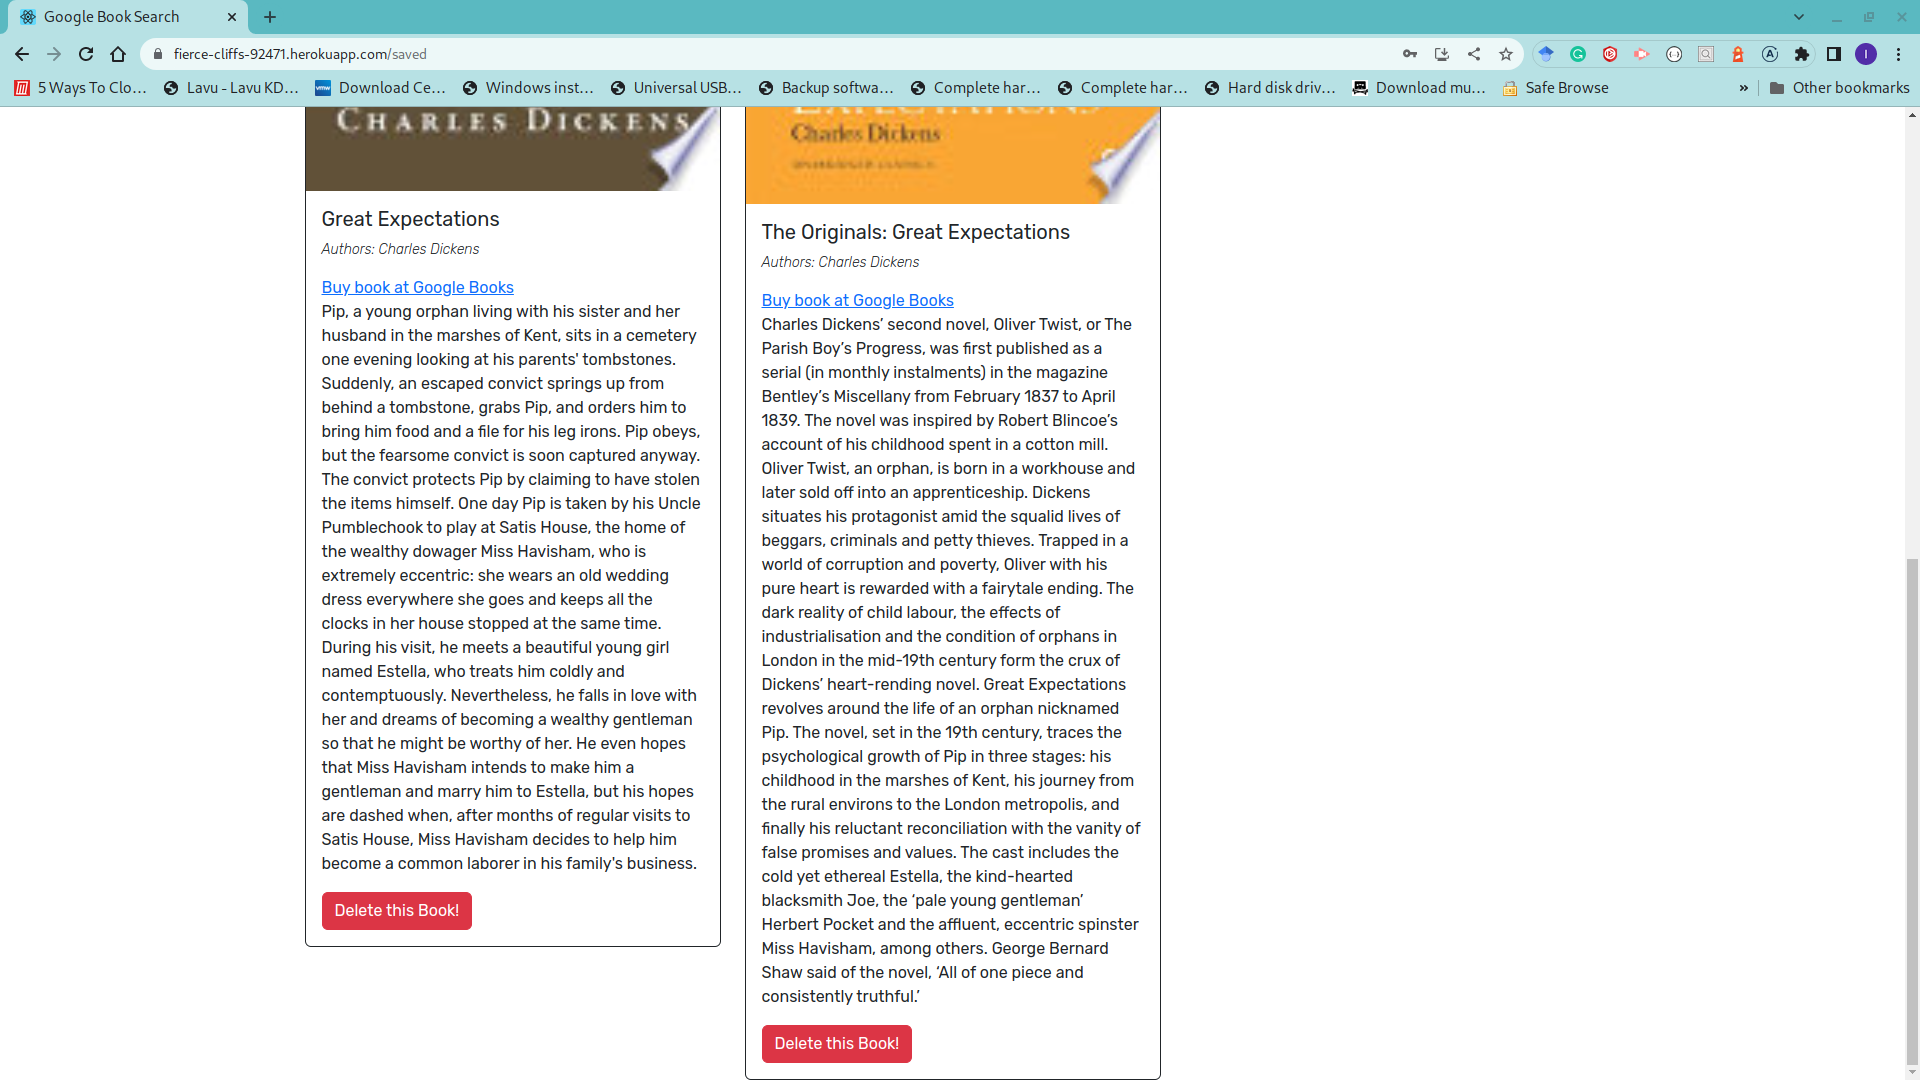 Google Book Search
fierce-cliffs-92471.herokuapp.com/saved
5 Ways To Clo...
Lavu - Lavu KD...
vmw
Download Ce...
Windows inst...
Universal USB...
Backup softwa...
Complete har...
Complete har...
Hard disk driv...
Download mu...
Safe Browse
»
Other bookmarks
CHARLES DICKENS
Great Expectations
Authors: Charles Dickens
Buy book at Google Books
Pip, a young orphan living with his sister and her
husband in the marshes of Kent, sits in a cemetery
one evening looking at his parents' tombstones.
Suddenly, an escaped convict springs up from
behind a tombstone, grabs Pip, and orders him to
bring him food and a file for his leg irons. Pip obeys,
but the fearsome convict is soon captured anyway.
The convict protects Pip by claiming to have stolen
the items himself. One day Pip is taken by his Uncle
Pumblechook to play at Satis House, the home of
the wealthy dowager Miss Havisham, who is
extremely eccentric: she wears an old wedding
dress everywhere she goes and keeps all the
clocks in her house stopped at the same time.
During his visit, he meets a beautiful young girl
named Estella, who treats him coldly and
contemptuously. Nevertheless, he falls in love with
her and dreams of becoming a wealthy gentleman
so that he might be worthy of her. He even hopes
that Miss Havisham intends to make him a
gentleman and marry him to Estella, but his hopes
are dashed when, after months of regular visits to
Satis House, Miss Havisham decides to help him
become a common laborer in his family's business.
Delete this Book!
EXPECTATIONS
Charles Dickens
The Originals: Great Expectations
Authors: Charles Dickens
Buy book at Google Books
Charles Dickens’ second novel, Oliver Twist, or The
Parish Boy’s Progress, was first published as a
serial (in monthly instalments) in the magazine
Bentley’s Miscellany from February 1837 to April
1839. The novel was inspired by Robert Blincoe’s
account of his childhood spent in a cotton mill.
Oliver Twist, an orphan, is born in a workhouse and
later sold off into an apprenticeship. Dickens
situates his protagonist amid the squalid lives of
beggars, criminals and petty thieves. Trapped in a
world of corruption and poverty, Oliver with his
pure heart is rewarded with a fairytale ending. The
dark reality of child labour, the effects of
industrialisation and the condition of orphans in
London in the mid-19th century form the crux of
Dickens’ heart-rending novel. Great Expectations
revolves around the life of an orphan nicknamed
Pip. The novel, set in the 19th century, traces the
psychological growth of Pip in three stages: his
childhood in the marshes of Kent, his journey from
the rural environs to the London metropolis, and
finally his reluctant reconciliation with the vanity of
false promises and values. The cast includes the
cold yet ethereal Estella, the kind-hearted
blacksmith Joe, the ‘pale young gentleman’
Herbert Pocket and the affluent, eccentric spinster
Miss Havisham, among others. George Bernard
Shaw said of the novel, ‘All of one piece and
consistently truthful.’
Delete this Book!